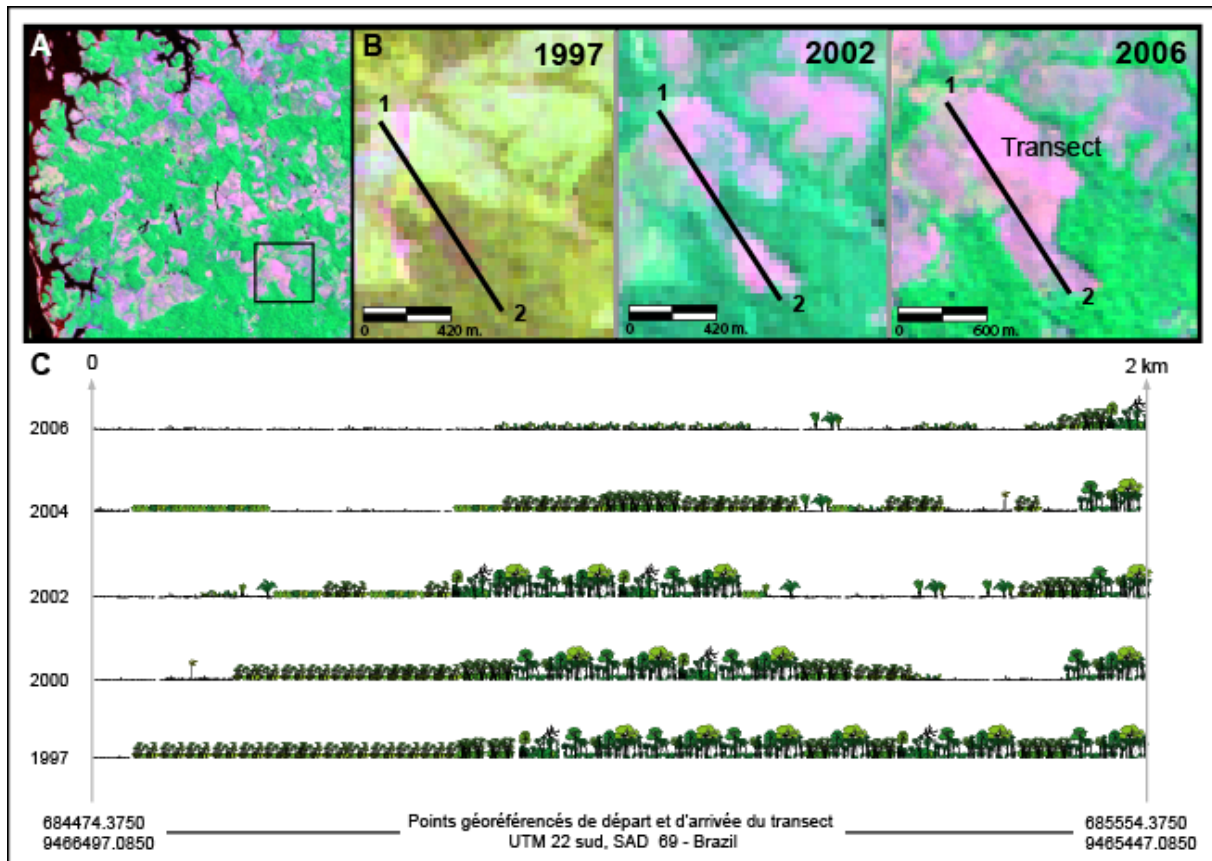 A
B
1997
2002
2006
1
2
0
420 m.
1
2
0
420 m.
1
Transect
2
0
600 m.
C
0
2 km
2006
2004
2002
2000
1997
684474.3750
9466497.0850
Points géoréférencés de départ et d'arrivée du transect
UTM 22 sud, SAD 69 - Brazil
685554.3750
9465447.0850